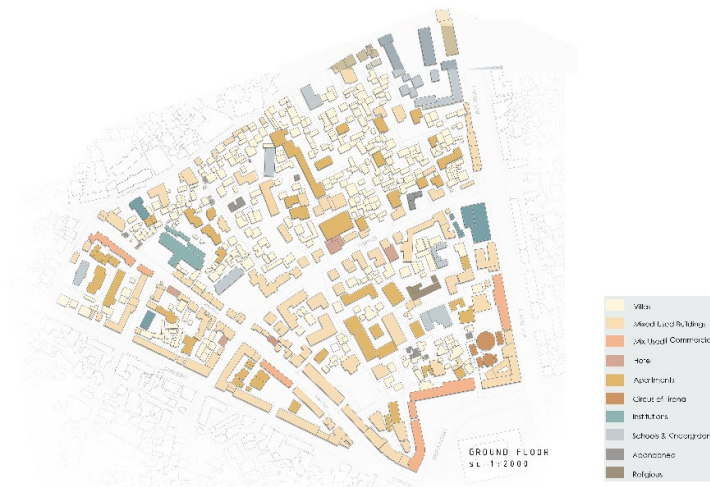 Villas
Mixed Used Buildings
Mix Used/ Commercial
Hotel
Apartments
Circus of Tirana
Institutions
Schools & Kindergarden
Abandoned
Religious
GROUND FLOOR
sc 1:2000